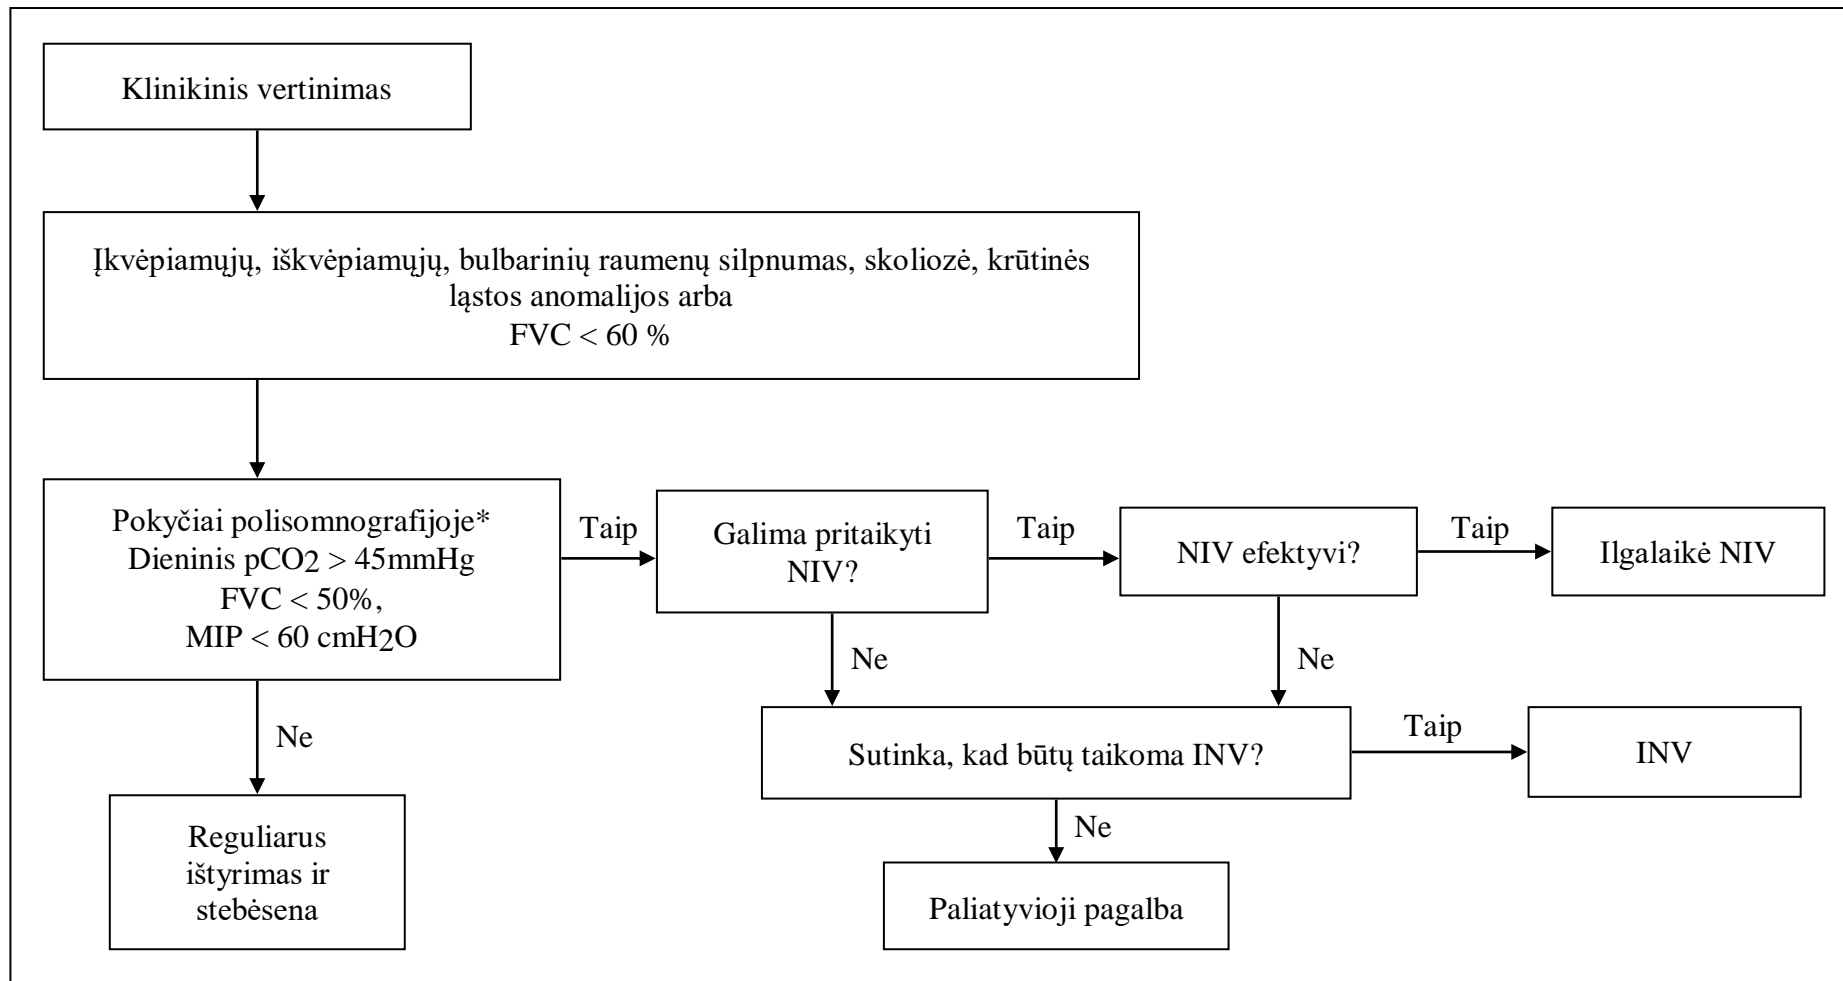 Klinikinis vertinimas
Įkvėpiamųjų, iškvėpiamųjų, bulbarinių raumenų silpnumas, skoliozė, krūtinės
ląstos anomalijos arba
FVC < 60 %
Pokyčiai polisomnografijoje*
Dieninis pCO2 > 45mmHg
FVC < 50%,
MIP < 60 cmH2O
Taip
Galima pritaikyti
NIV?
Taip
NIV efektyvi?
Taip
Ilgalaikė NIV
Ne
Ne
Ne
Sutinka, kad būtų taikoma INV?
Taip
INV
Reguliarus
ištyrimas ir
stebėsena
Ne
Paliatyvioji pagalba